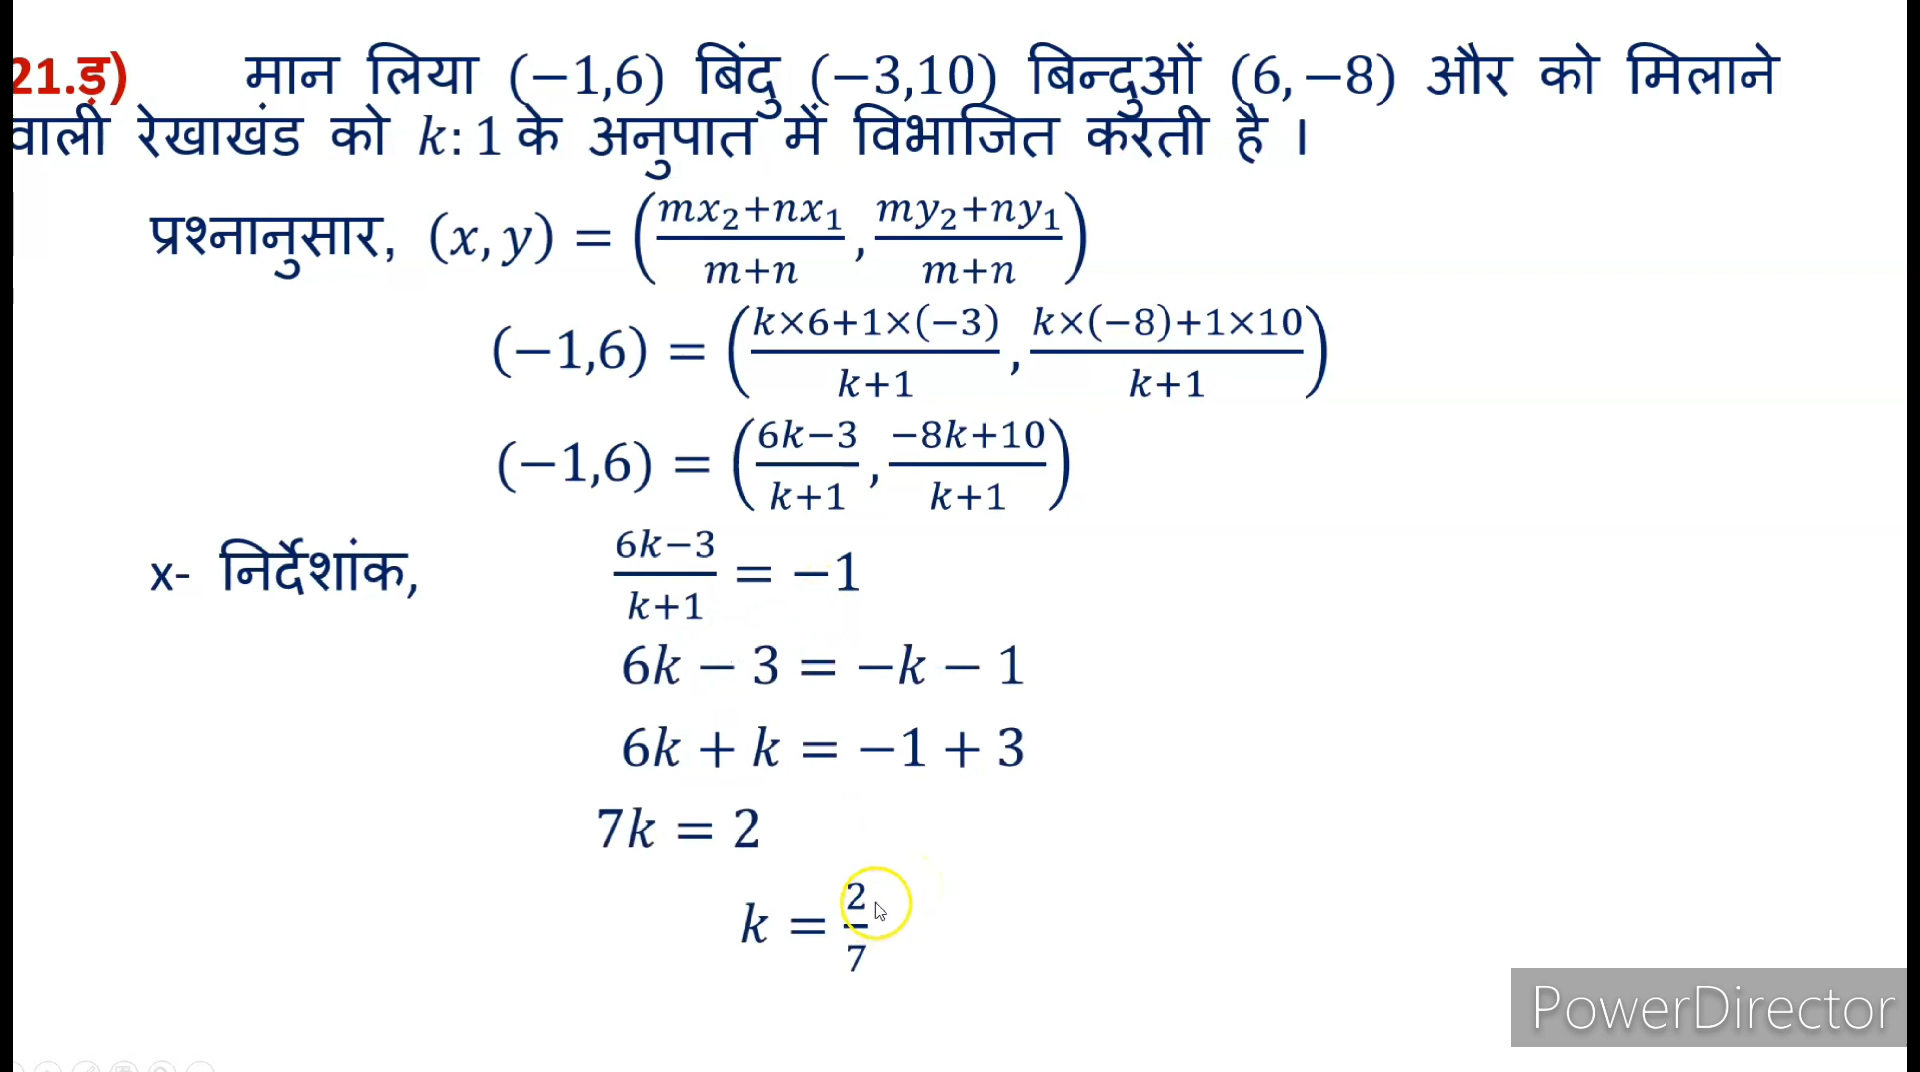 21.ड़) मान लिया (−1,6) बिंदु (−3,10) बिन्दुओं (6,−8) और को मिलाने
वाली रेखाखंड को k:1 के अनुपात में विभाजित करती है ।
प्रश्नानुसार, (x,y) = ((mx₂+nx₁)/(m+n), (my₂+ny₁)/(m+n))
(−1,6) = ((k×6+1×(−3))/(k+1), (k×(−8)+1×10)/(k+1))
(−1,6) = ((6k−3)/(k+1), (−8k+10)/(k+1))
x- निर्देशांक, (6k−3)/(k+1) = −1
6k − 3 = −k − 1
6k + k = −1 + 3
7k = 2
k = 2/7
PowerDirector